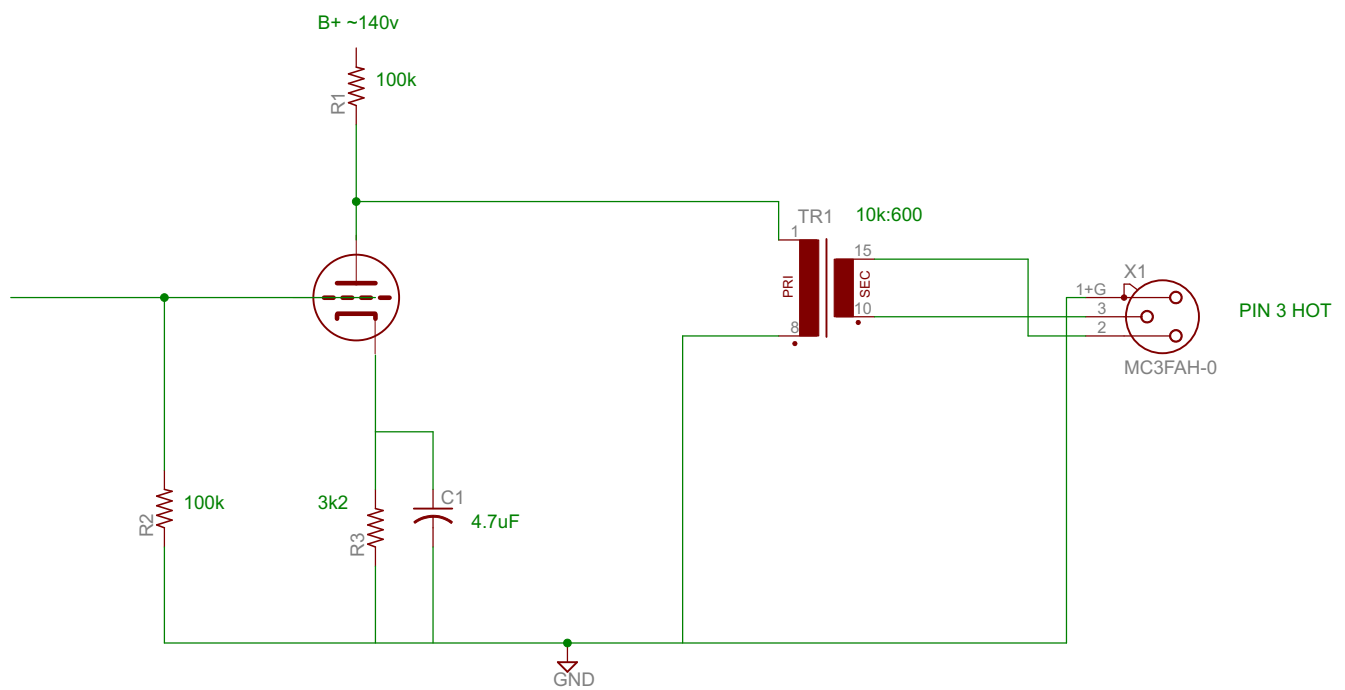 B+ ~140v
R1
100k
TR1
10k:600
1
15
PRI
SEC
8
10
X1
1+G
3
2
PIN 3 HOT
MC3FAH-0
R2
100k
3k2
R3
C1
4.7uF
GND